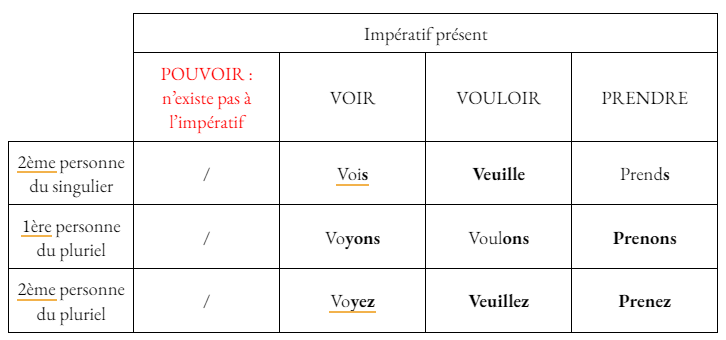 Impératif présent
POUVOIR :
n'existe pas à
l'impératif
VOIR
VOULOIR
PRENDRE
2ème personne
du singulier
/
Vois
Veuille
Prends
1ère personne
du pluriel
/
Voyons
Voulons
Prenons
2ème personne
du pluriel
/
Voyez
Veuillez
Prenez